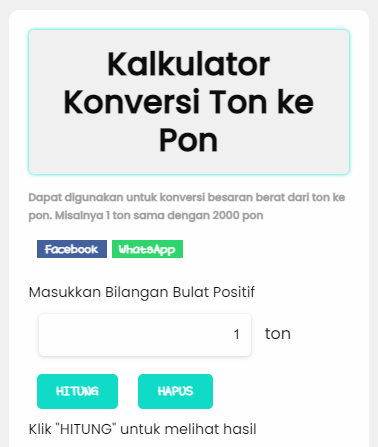 Kalkulator
Konversi Ton ke
Pon
Dapat digunakan untuk konversi besaran berat dari ton ke
pon. Misalnya 1 ton sama dengan 2000 pon
Facebook WhatsApp
Masukkan Bilangan Bulat Positif
1 ton
HITUNG HAPUS
Klik "HITUNG" untuk melihat hasil